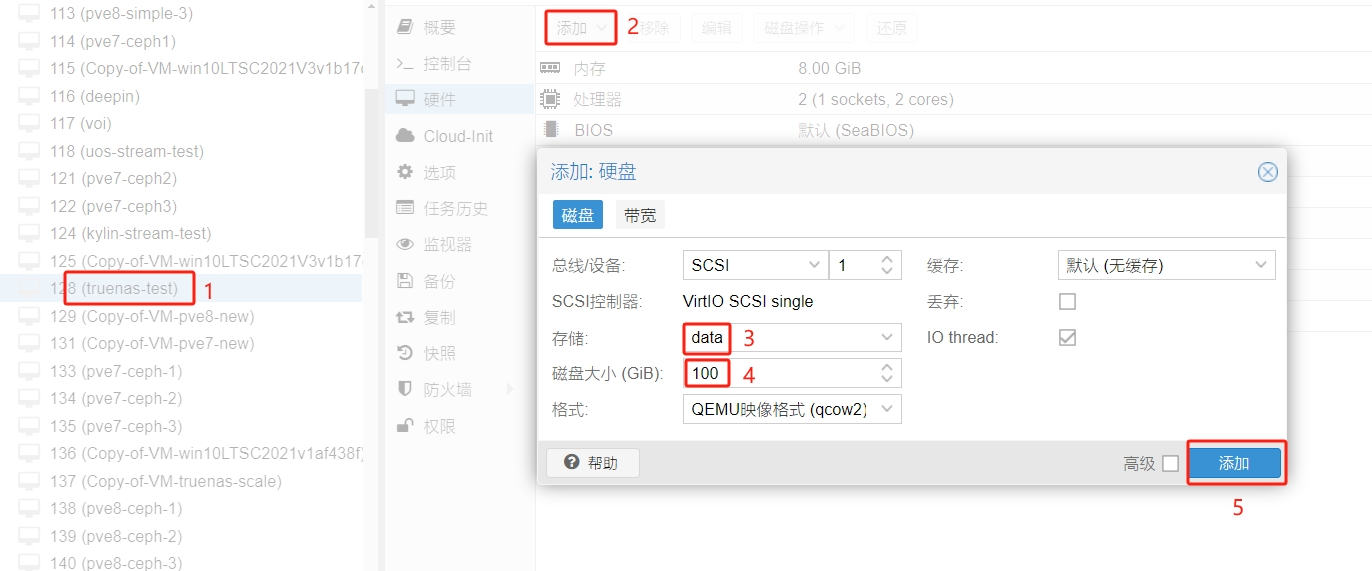 113 (pve8-simple-3)
114 (pve7-ceph1)
115 (Copy-of-VM-win10LTSC2021V3v1b17
116 (deepin)
117 (voi)
118 (uos-stream-test)
121 (pve7-ceph2)
122 (pve7-ceph3)
124 (kylin-stream-test)
125 (Copy-of-VM-win10LTSC2021V3v1b17
128 (truenas-test) 1
129 (Copy-of-VM-pve8-new)
131 (Copy-of-VM-pve7-new)
133 (pve7-ceph-1)
134 (pve7-ceph-2)
135 (pve7-ceph-3)
136 (Copy-of-VM-win10LTSC2021v1af438f)
137 (Copy-of-VM-truenas-scale)
138 (pve8-ceph-1)
139 (pve8-ceph-2)
140 (pve8-ceph-3)
概要
控制台
硬件
Cloud-Init
选项
任务历史
监视器
备份
复制
快照
防火墙
权限
添加 2 移除 编辑 磁盘操作 还原
内存 8.00 GiB
处理器 2 (1 sockets, 2 cores)
BIOS 默认 (SeaBIOS)
添加: 硬盘
磁盘 带宽
总线/设备: SCSI 1 缓存: 默认 (无缓存)
SCSI控制器: VirtIO SCSI single 丢弃:
存储: data 3 IO thread:
磁盘大小 (GiB): 100 4
格式: QEMU映像格式 (qcow2)
帮助 高级 添加
5